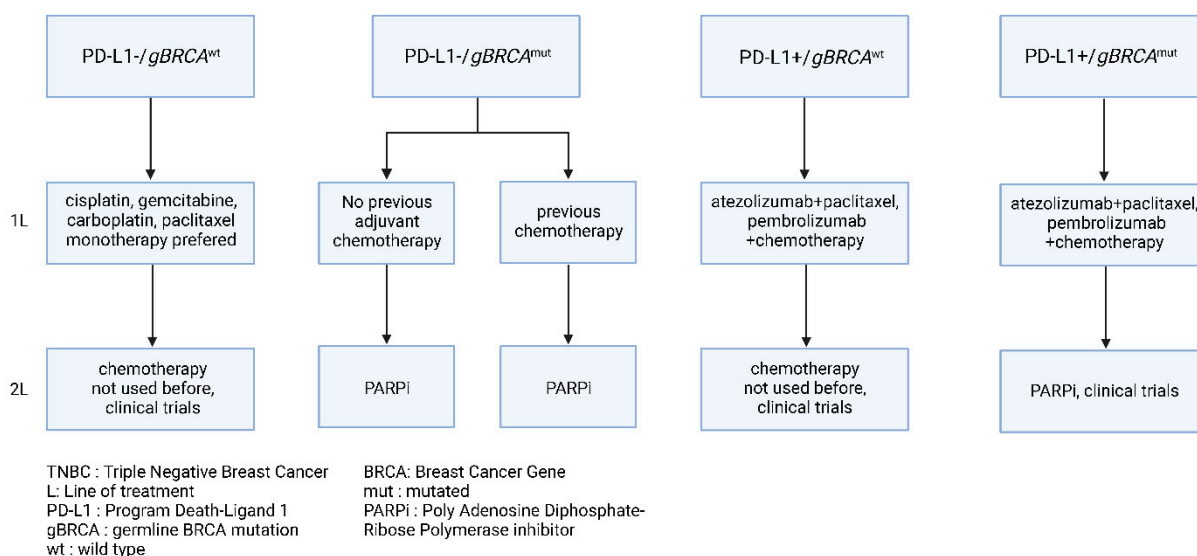 PD-L1-/gBRCAwt
PD-L1-/gBRCAmut
PD-L1+/gBRCAwt
PD-L1+/gBRCAmut
1L
cisplatin, gemcitabine,
carboplatin, paclitaxel
monotherapy prefered
No previous
adjuvant
chemotherapy
previous
chemotherapy
atezolizumab+paclitaxel,
pembrolizumab
+chemotherapy
atezolizumab+paclitaxel,
pembrolizumab
+chemotherapy
2L
chemotherapy
not used before,
clinical trials
PARPi
PARPi
chemotherapy
not used before,
clinical trials
PARPi, clinical trials
TNBC : Triple Negative Breast Cancer
L: Line of treatment
PD-L1 : Program Death-Ligand 1
gBRCA : germline BRCA mutation
wt : wild type
BRCA: Breast Cancer Gene
mut : mutated
PARPi : Poly Adenosine Diphosphate-
Ribose Polymerase inhibitor